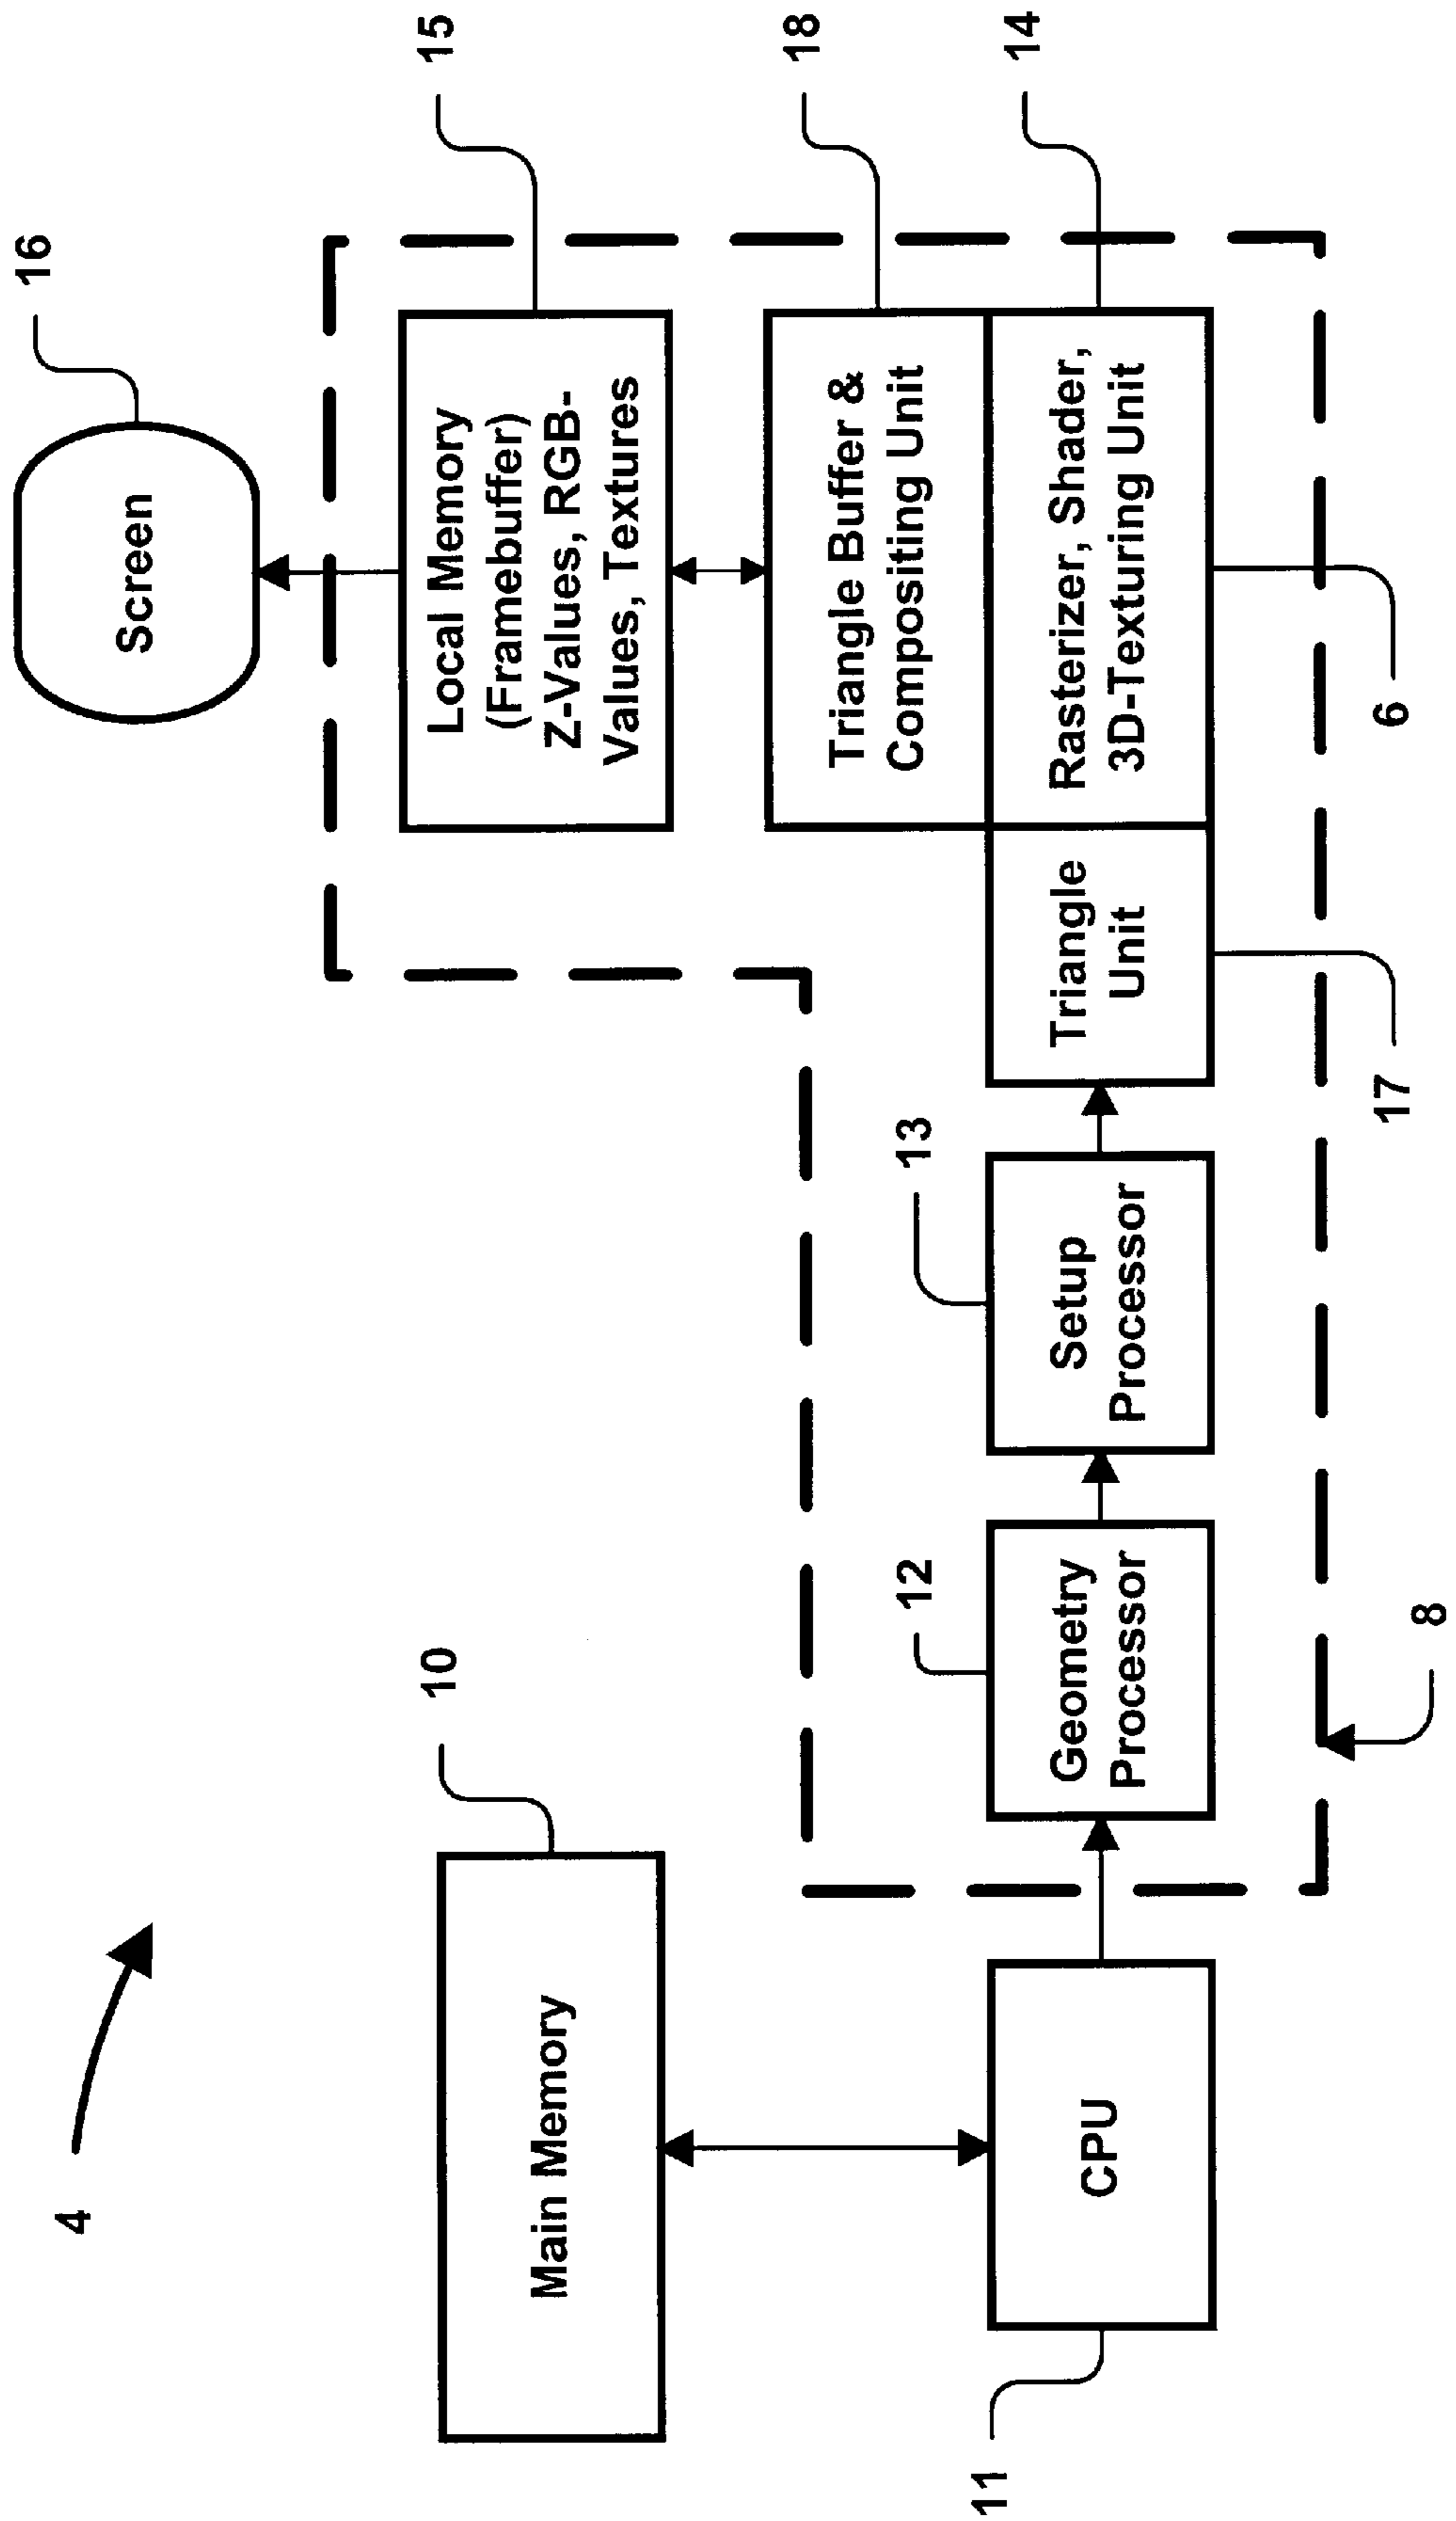 4
16
Screen
10
Main Memory
15
Local Memory
(Framebuffer)
Z-Values, RGB-
Values, Textures
18
Triangle Buffer &
Compositing Unit
14
Rasterizer, Shader,
3D-Texturing Unit
11
CPU
12
Geometry
Processor
13
Setup
Processor
Triangle
Unit
8
17
6